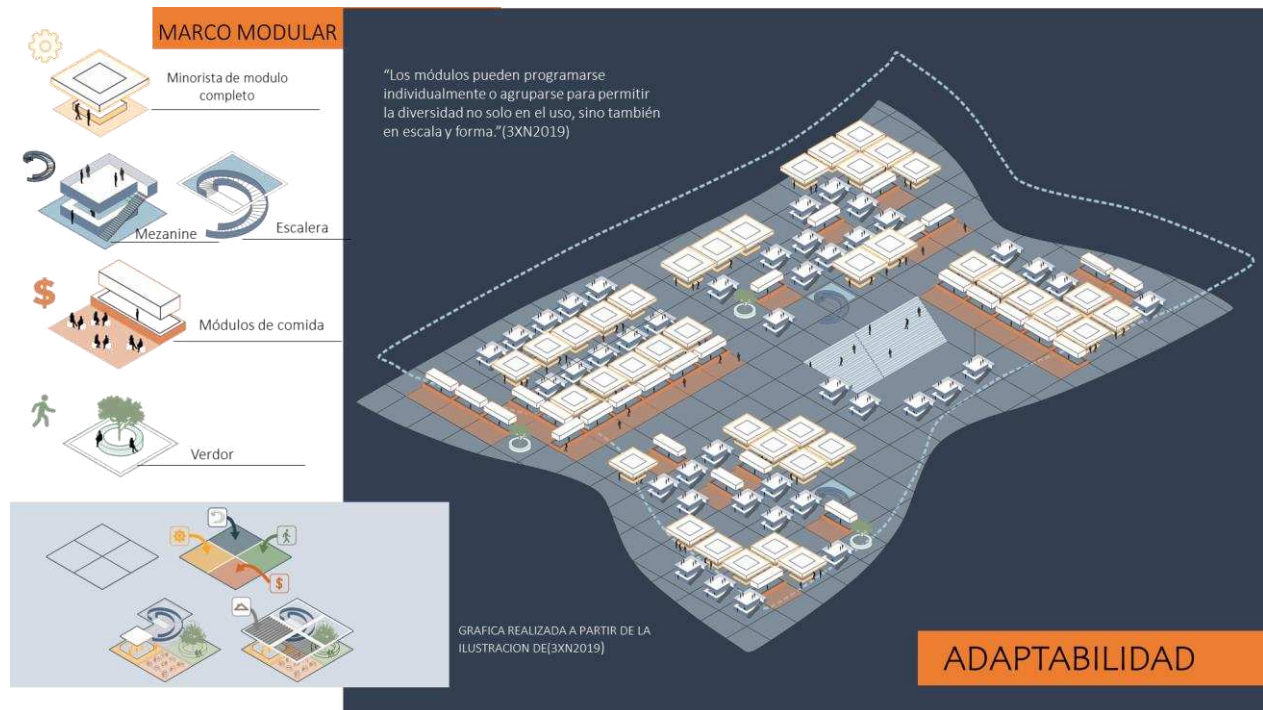 MARCO MODULAR
Minorista de modulo
completo
Mezanine
Escalera
$
Módulos de comida
Verdor
$
"Los módulos pueden programarse
individualmente o agruparse para permitir
la diversidad no solo en el uso, sino también
en escala y forma."(3XN2019)
GRAFICA REALIZADA A PARTIR DE LA
ILUSTRACION DE(3XN2019)
ADAPTABILIDAD